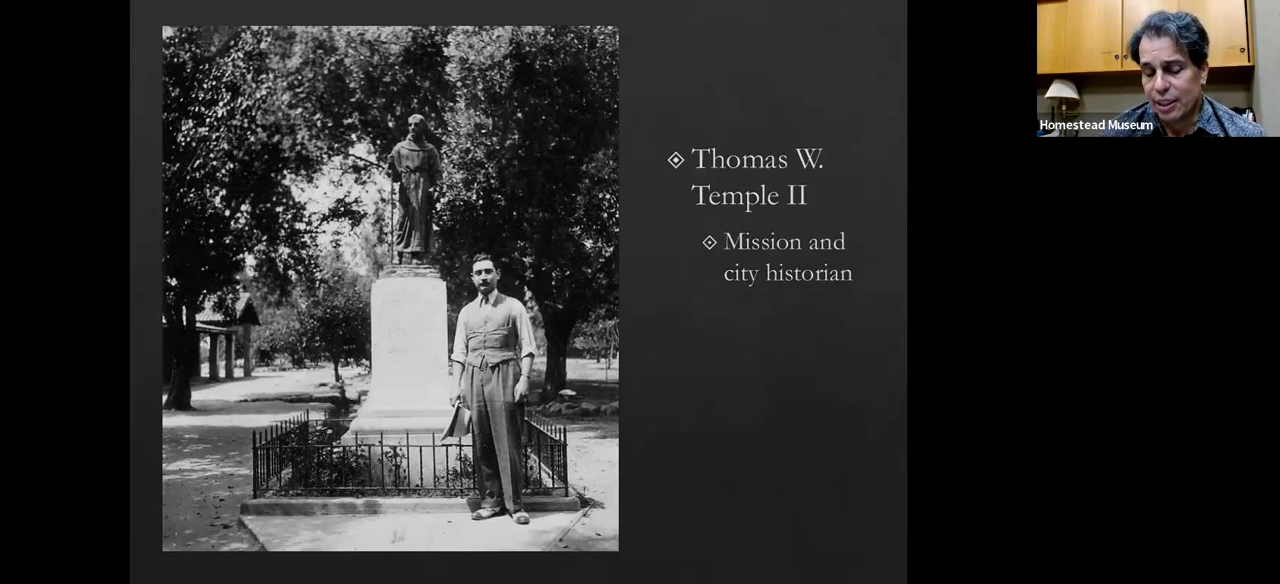 Thomas W.
Temple II
Mission and
city historian
Homestead Museum